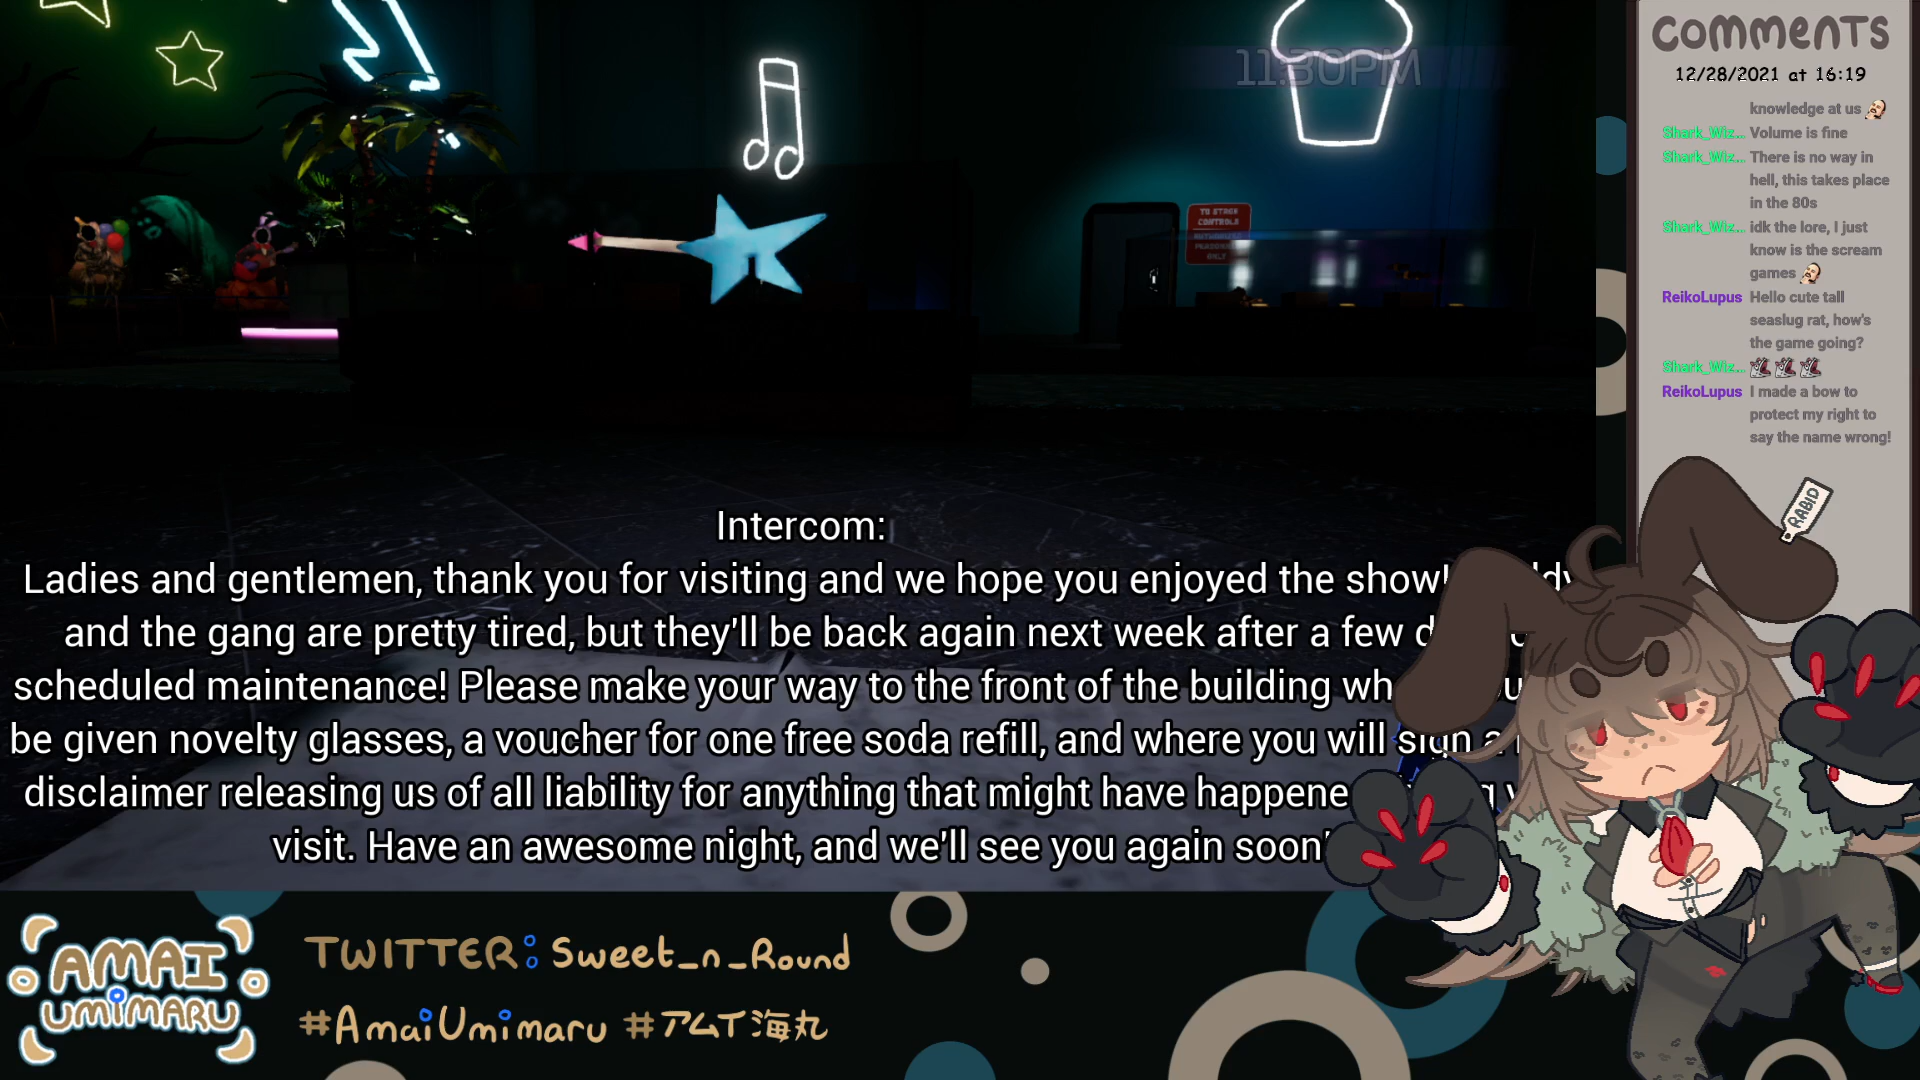 11:30PM
TO STAGE
CONTROLS
AUTHORIZED
PERSONNEL
ONLY
Intercom:
Ladies and gentlemen, thank you for visiting and we hope you enjoyed the show!
and the gang are pretty tired, but they'll be back again next week after a few
scheduled maintenance! Please make your way to the front of the building
be given novelty glasses, a voucher for one free soda refill, and where you will sign a
disclaimer releasing us of all liability for anything that might have
visit. Have an awesome night, and we'll see you again soon!
COMMENTS
12/28/2021 at 16:19
knowledge at us
Shark_Wiz... Volume is fine
Shark_Wiz... There is no way in
hell, this takes place
in the 80s
Shark_Wiz... idk the lore, I just
know is the scream
games
ReikoLupus Hello cute tall
seaslug rat, how's
the game going?
Shark_Wiz...
ReikoLupus I made a bow to
protect my right to
say the name wrong!
RABID
AMAI
UMIMARU
TWITTER: Sweet_n_Round
#AmaiUmimaru #アムイ海丸